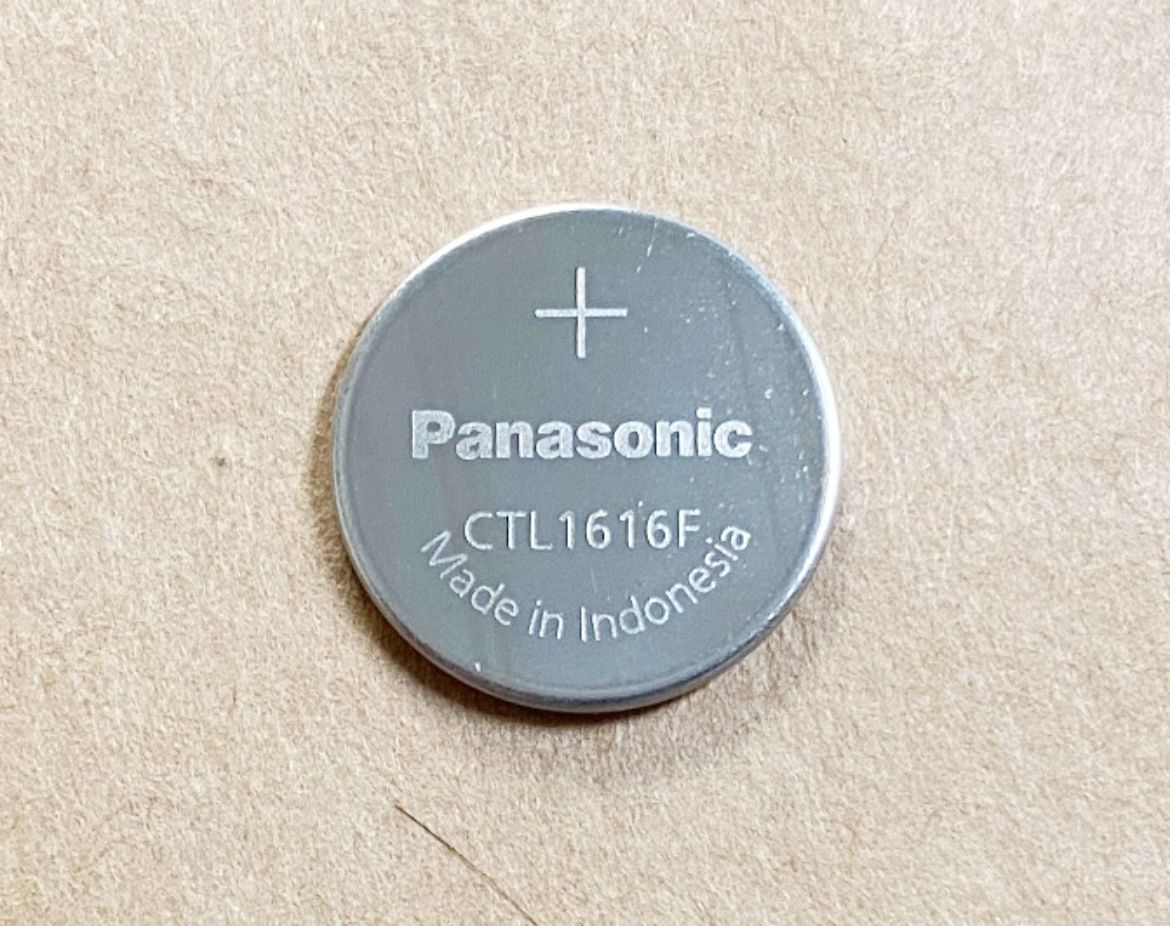 +
Panasonic
CTL1616F
Made in Indonesia